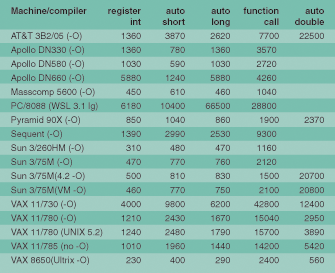 Machine/compiler register auto auto function auto
int short long call double
AT&T 3B2/05 (-O) 1360 3870 2620 7700 22500
Apollo DN330 (-O) 1360 780 1360 3570
Apollo DN580 (-O) 1030 590 1030 2720
Apollo DN660 (-O) 5880 1240 5880 4260
Masscomp 5600 (-O) 450 610 460 1040
PC/8088 (WSL 3.1 lg) 6180 10400 66500 28800
Pyramid 90X (-O) 850 1040 860 1900 2370
Sequent (-O) 1390 2990 2530 9300
Sun 3/260HM (-O) 310 480 470 1160
Sun 3/75M (-O) 470 770 760 2120
Sun 3/75M(4.2 -O) 500 810 830 1500 20700
Sun 3/75M(VM -O) 460 770 750 2100 20800
VAX 11/730 (-O) 4000 9800 6200 42800 12400
VAX 11/780 (-O) 1210 2430 1670 15040 2950
VAX 11/780 (UNIX 5.2) 1240 2480 1790 15700 3890
VAX 11/785 (no -O) 1010 1960 1440 14200 5420
VAX 8650(Ultrix -O) 230 400 290 2400 560